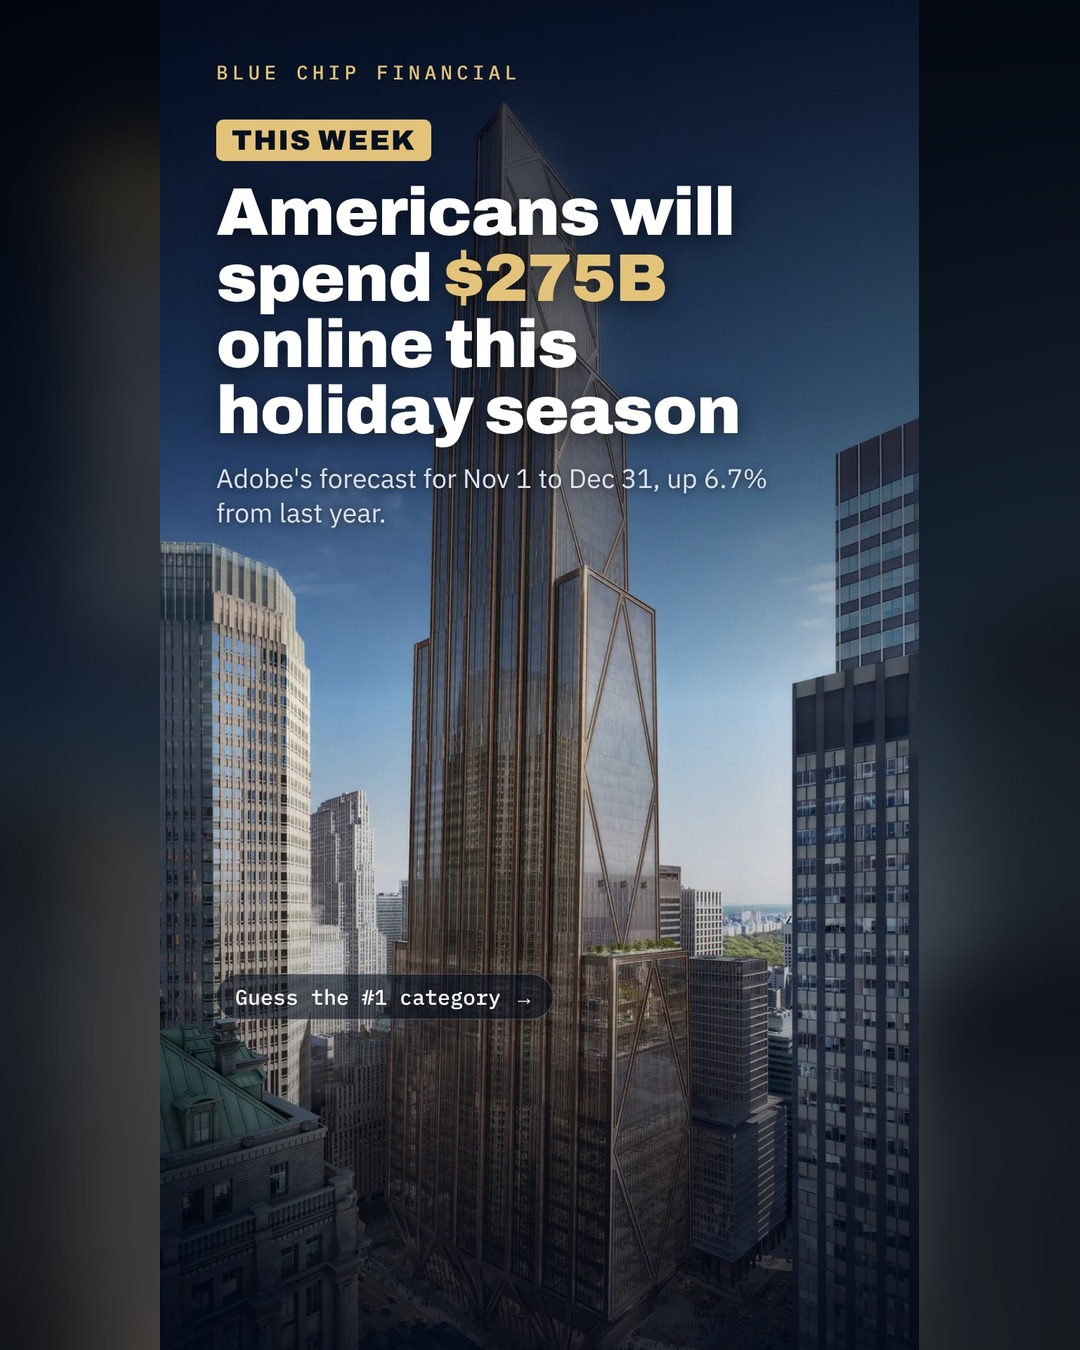 BLUE CHIP FINANCIAL
THIS WEEK
Americans will
spend $275B
online this
holiday season
Adobe's forecast for Nov 1 to Dec 31, up 6.7%
from last year.
Guess the #1 category →